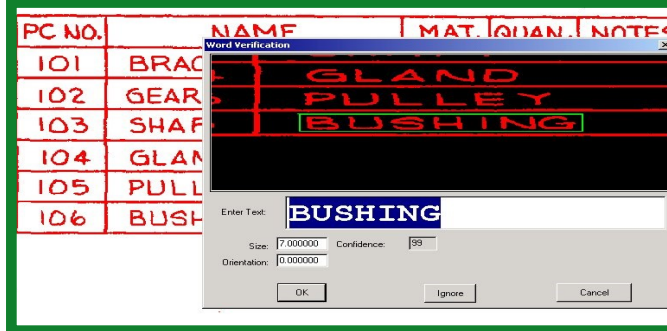 PC NO. NAME MAT. QUAN. NOTES
101 BRAC
102 GEAR
103 SHAF
104 GLAN
105 PULL
106 BUSH
Word Verification
GLAND
PULLEY
BUSHING
Enter Text: BUSHING
Size: 7.000000 Confidence: 99
Orientation: 0.000000
OK Ignore Cancel